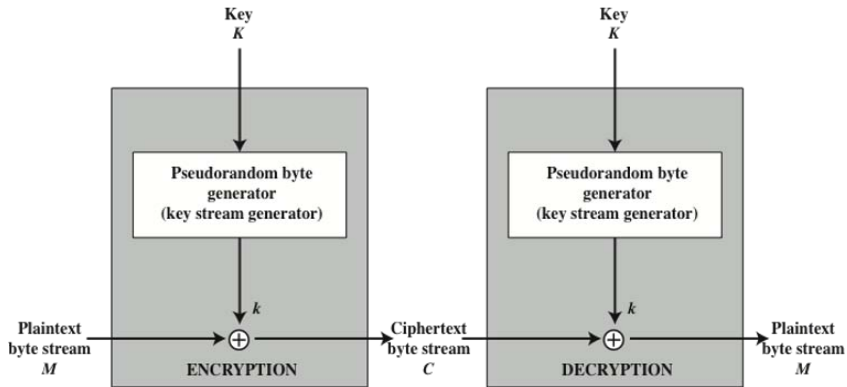 Key
K
Key
K
Pseudorandom byte
generator
(key stream generator)
Pseudorandom byte
generator
(key stream generator)
k
k
Plaintext
byte stream
M
ENCRYPTION
Ciphertext
byte stream
C
DECRYPTION
Plaintext
byte stream
M